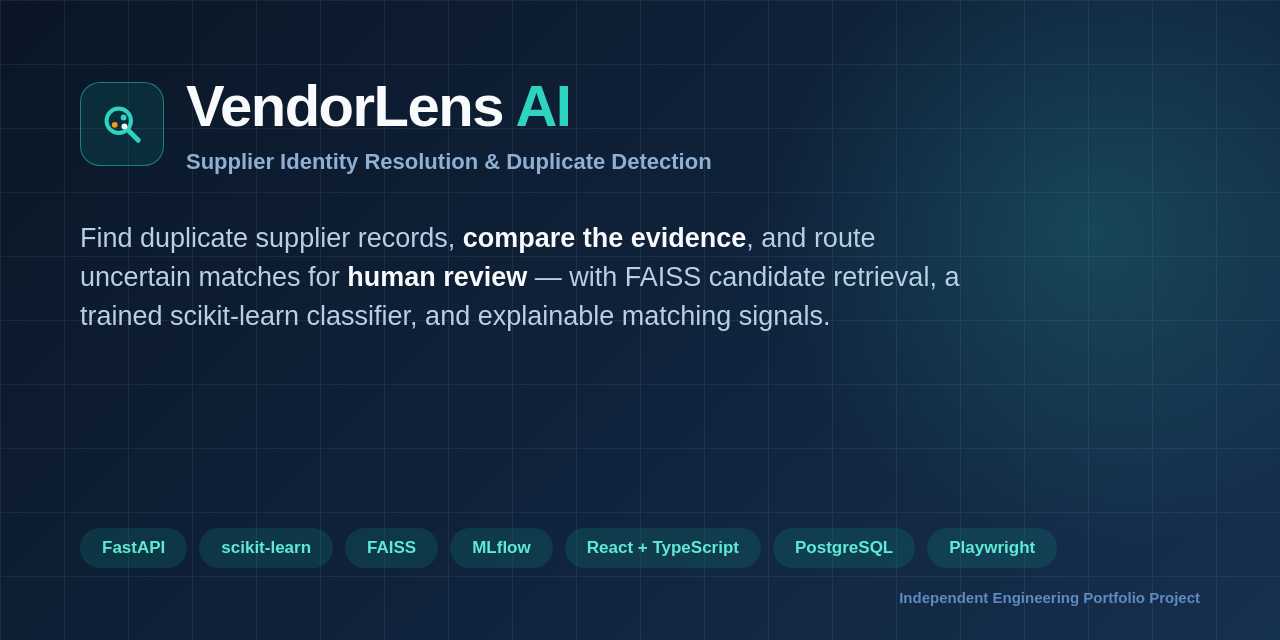 VendorLens AI
Supplier Identity Resolution & Duplicate Detection
Find duplicate supplier records, compare the evidence, and route
uncertain matches for human review — with FAISS candidate retrieval, a
trained scikit-learn classifier, and explainable matching signals.
FastAPI scikit-learn FAISS MLflow React + TypeScript PostgreSQL Playwright
Independent Engineering Portfolio Project